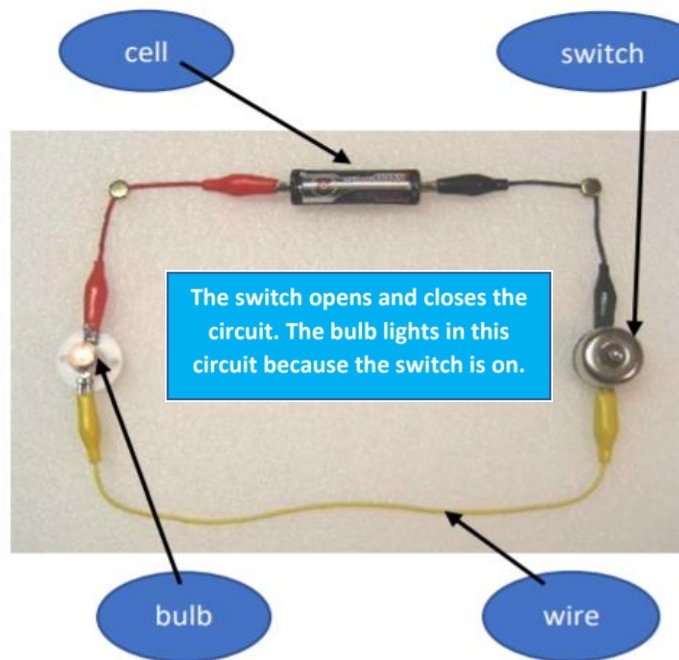 cell
switch
The switch opens and closes the
circuit. The bulb lights in this
circuit because the switch is on.
bulb
wire